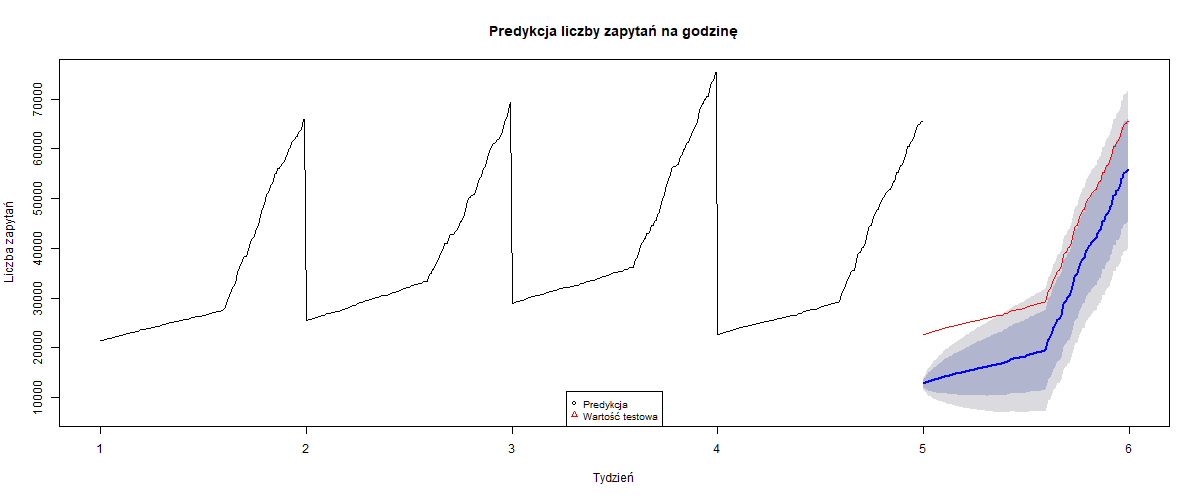 Predykcja liczby zapytań na godzinę
Liczba zapytań
70000
60000
50000
40000
30000
20000
10000
Predykcja
Wartość testowa
1 2 3 4 5 6
Tydzień